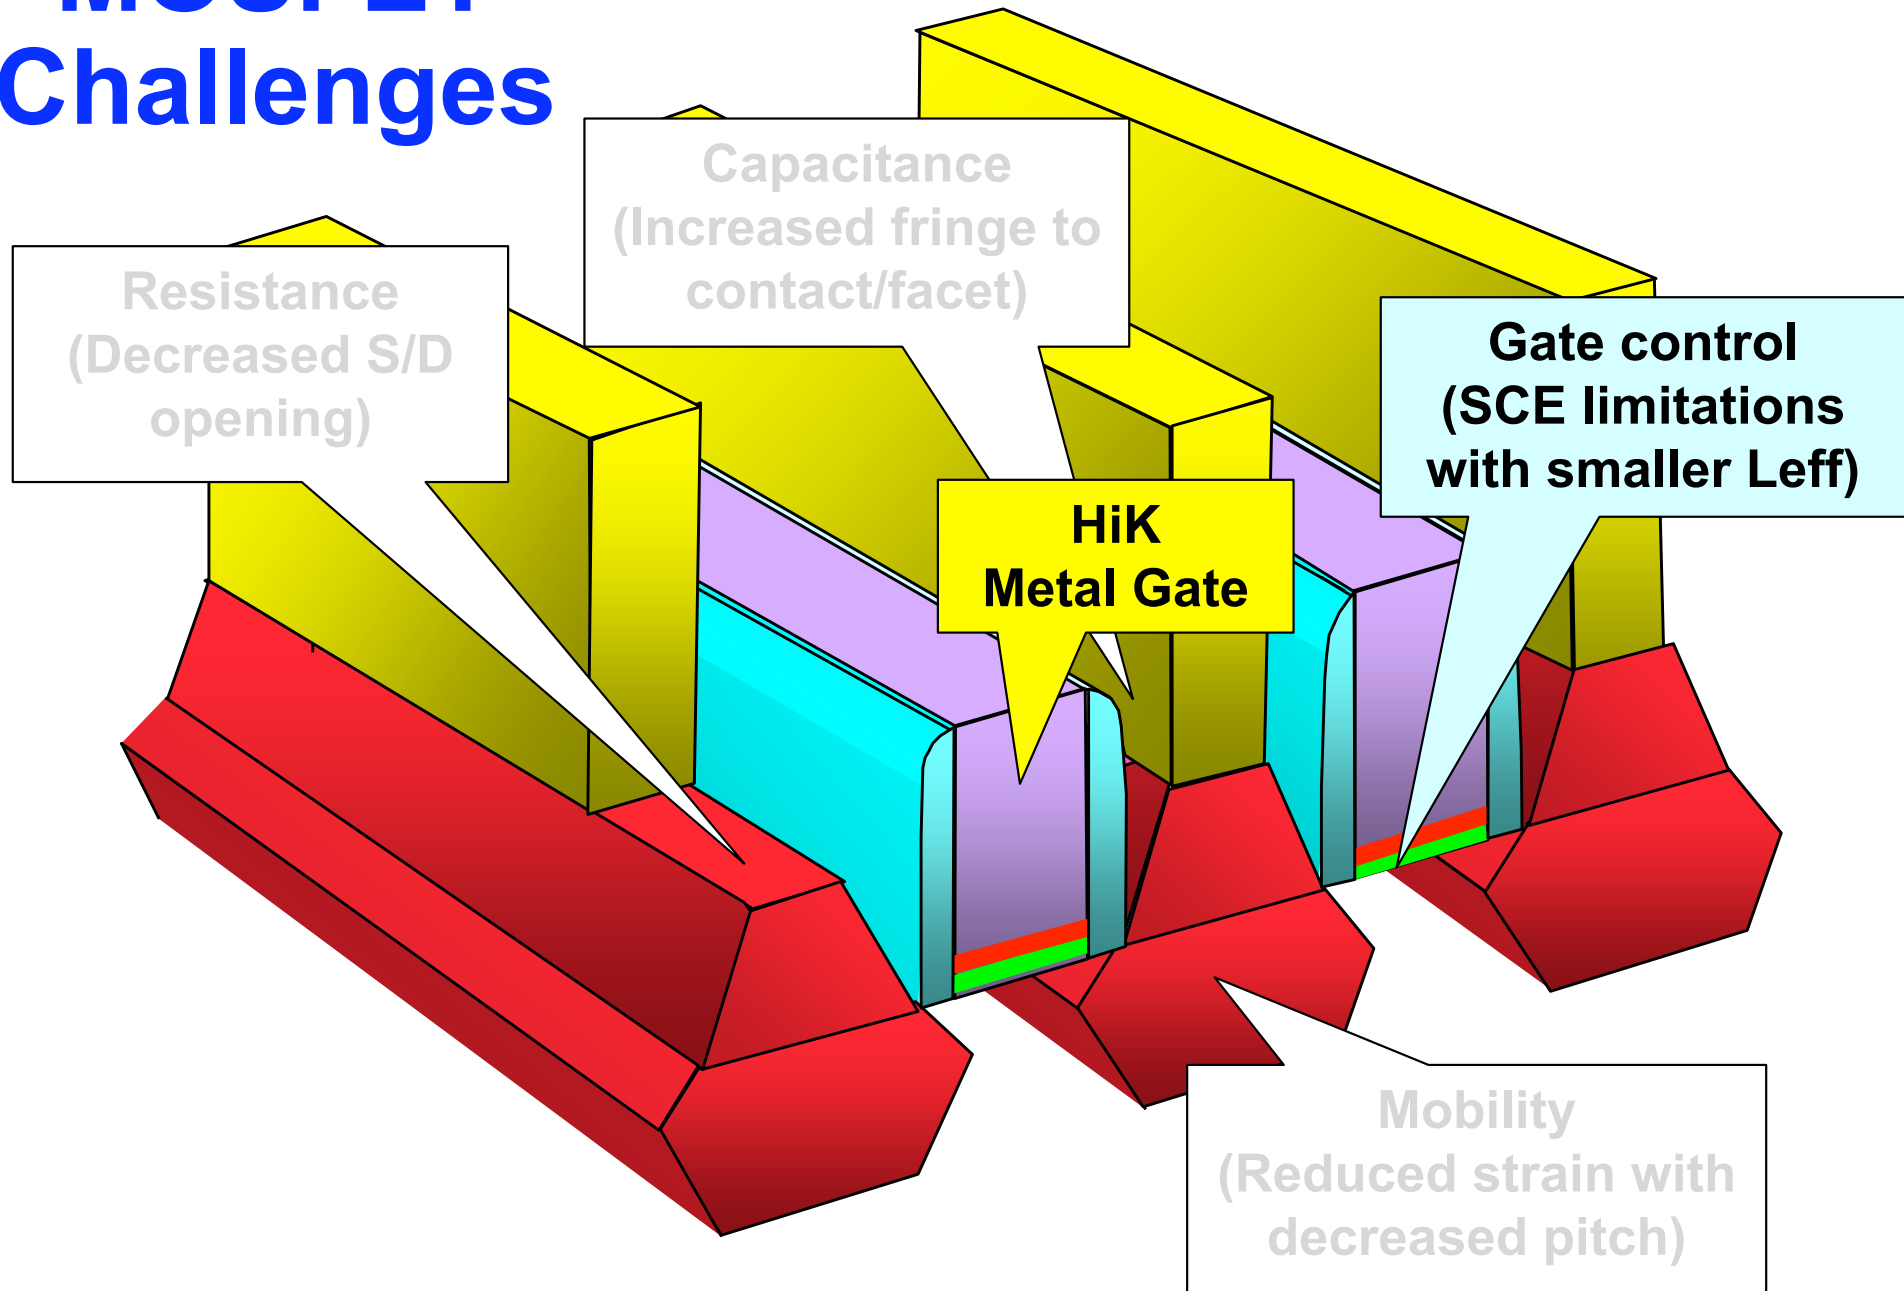 MOSFET
Challenges
Capacitance
(Increased fringe to
contact/facet)
Resistance
(Decreased S/D
opening)
Gate control
(SCE limitations
with smaller Leff)
HiK
Metal Gate
Mobility
(Reduced strain with
decreased pitch)